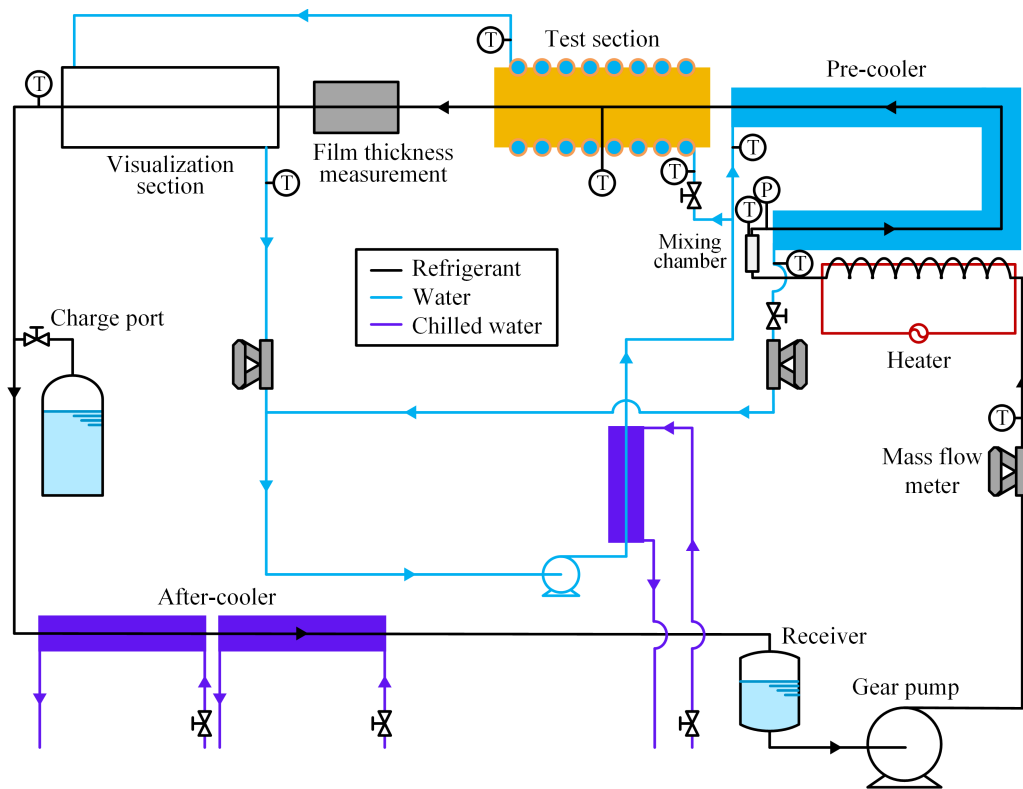 T
Test section
Pre-cooler
T
Visualization
section
Film thickness
measurement
T
T
T
T
T
P
Mixing
chamber
T
Refrigerant
Water
Chilled water
Charge port
Heater
T
Mass flow
meter
After-cooler
Receiver
Gear pump